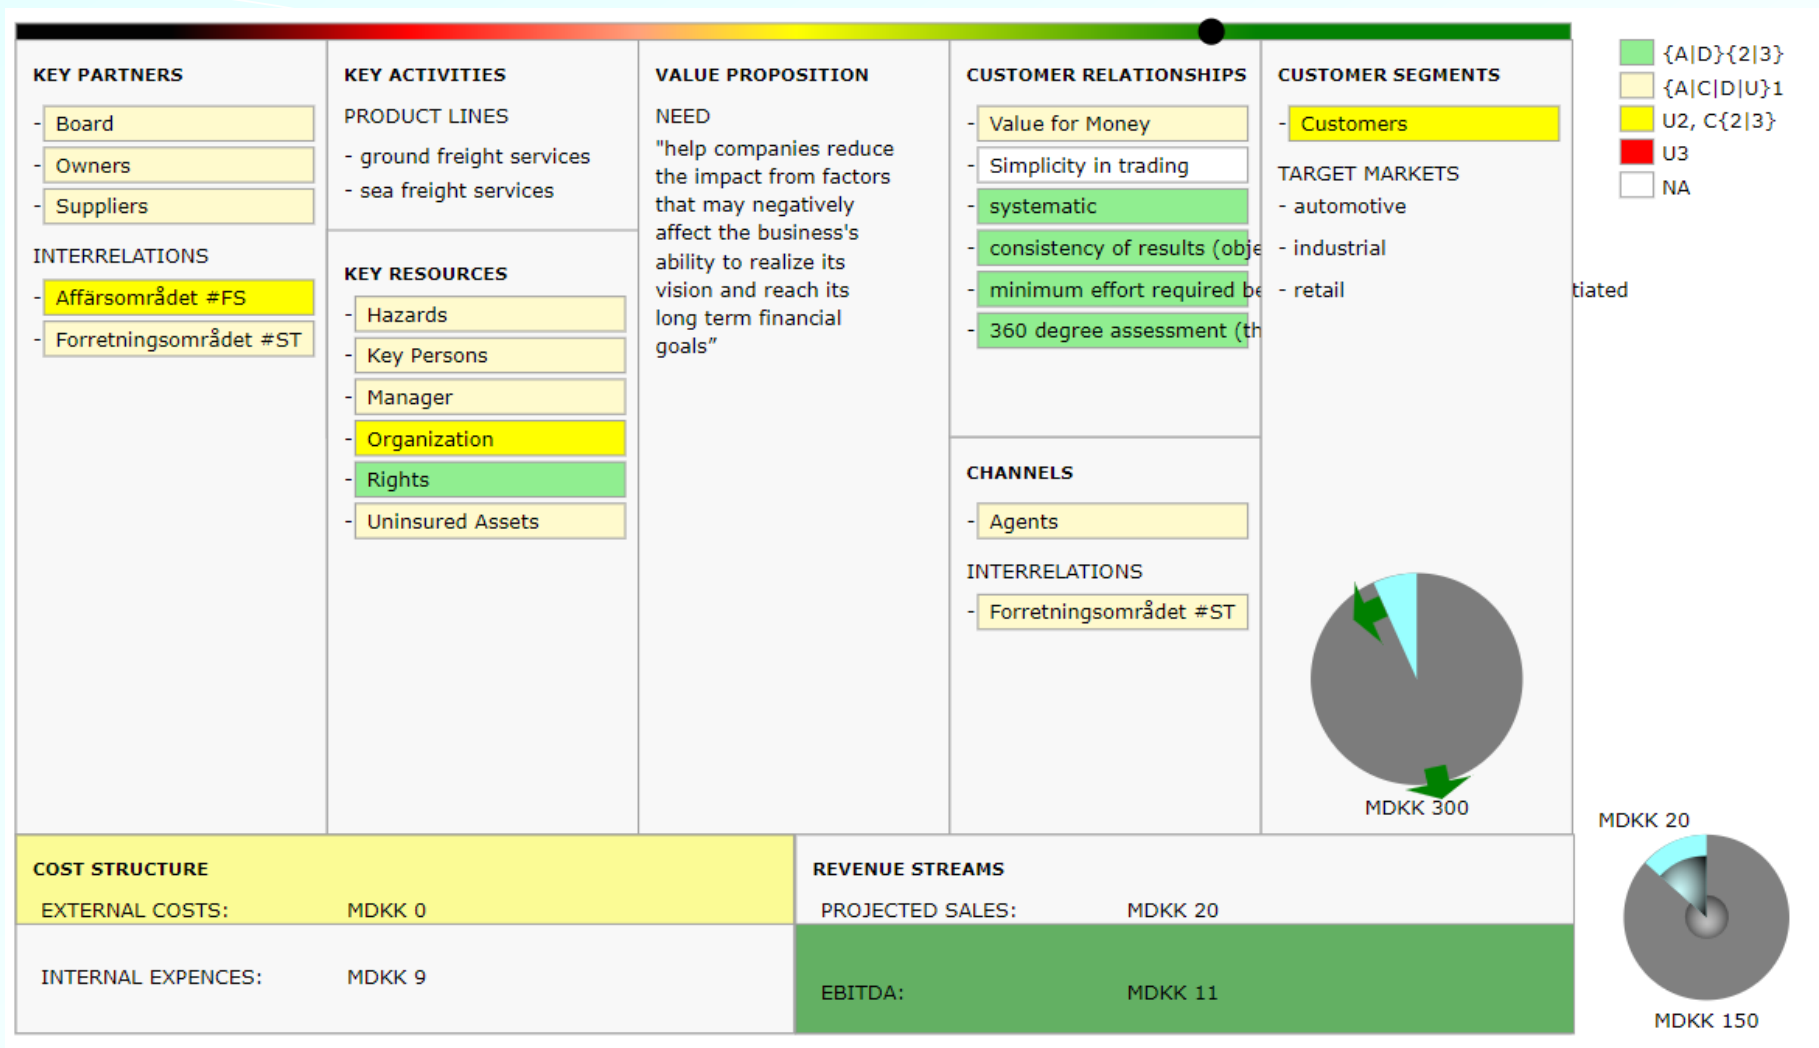 KEY PARTNERS
- Board
- Owners
- Suppliers
INTERRELATIONS
- Affärsområdet #FS
- Forretningsområdet #ST
KEY ACTIVITIES
PRODUCT LINES
- ground freight services
- sea freight services
KEY RESOURCES
- Hazards
- Key Persons
- Manager
- Organization
- Rights
- Uninsured Assets
VALUE PROPOSITION
NEED
"help companies reduce
the impact from factors
that may negatively
affect the business's
ability to realize its
vision and reach its
long term financial
goals”
CUSTOMER RELATIONSHIPS
- Value for Money
- Simplicity in trading
- systematic
- consistency of results (obje
- minimum effort required be
- 360 degree assessment (th
CHANNELS
- Agents
INTERRELATIONS
- Forretningsområdet #ST
CUSTOMER SEGMENTS
- Customers
TARGET MARKETS
- automotive
- industrial
- retail
tiated
MDKK 300
{A|D}{2|3}
{A|C|D|U}1
U2, C{2|3}
U3
NA
COST STRUCTURE
EXTERNAL COSTS: MDKK 0
INTERNAL EXPENCES: MDKK 9
REVENUE STREAMS
PROJECTED SALES: MDKK 20
EBITDA: MDKK 11
MDKK 20
MDKK 150